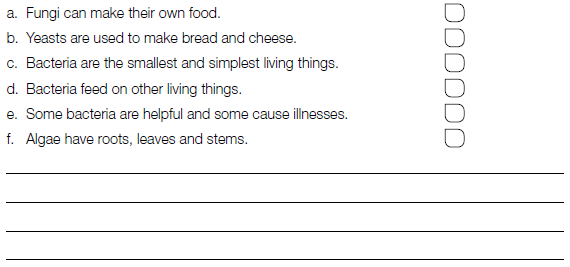 a. Fungi can make their own food.
b. Yeasts are used to make bread and cheese.
c. Bacteria are the smallest and simplest living things.
d. Bacteria feed on other living things.
e. Some bacteria are helpful and some cause illnesses.
f. Algae have roots, leaves and stems.